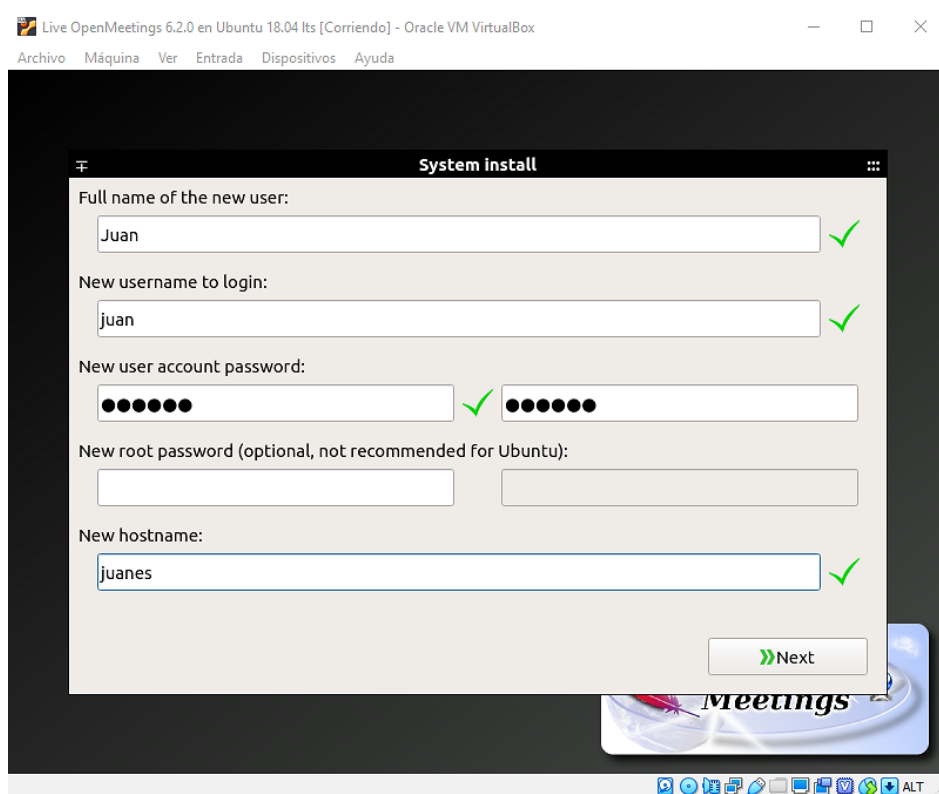 Live OpenMeetings 6.2.0 en Ubuntu 18.04 lts [Corriendo] - Oracle VM VirtualBox
Archivo Máquina Ver Entrada Dispositivos Ayuda
System install
Full name of the new user:
Juan
New username to login:
juan
New user account password:
●●●●●● ●●●●●●
New root password (optional, not recommended for Ubuntu):
New hostname:
juanes
Next
Meetings
ALT